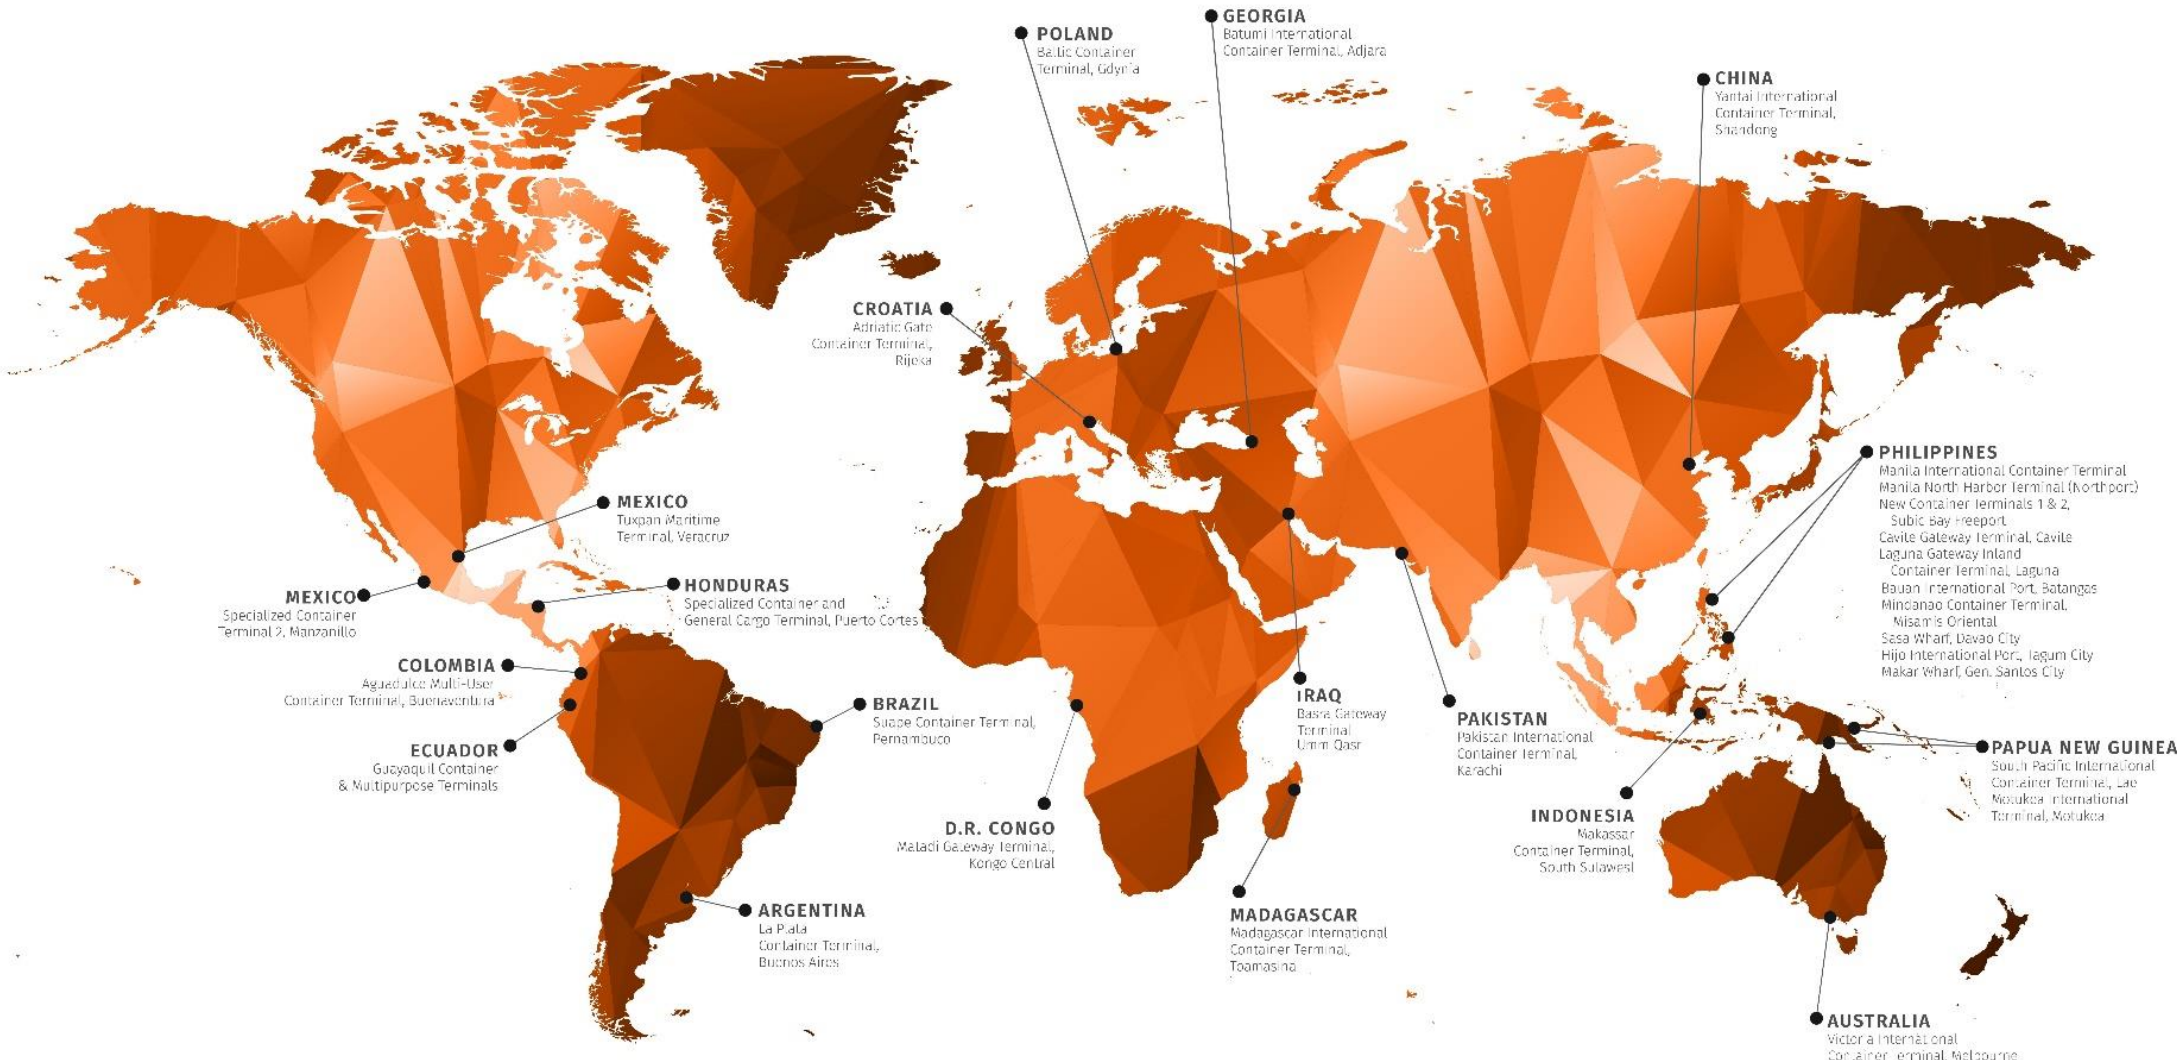 GEORGIA
Batumi International
Container Terminal, Adjara
POLAND
Baltic Container
Terminal, Gdynia
CHINA
Yantai International
Container Terminal,
Shandong
CROATIA
Adriatic Gate
Container Terminal,
Rijeka
PHILIPPINES
Manila International Container Terminal
Manila North Harbor Terminal (Northport)
New Container Terminals 1 & 2,
Subic Bay Freeport
Cavite Gateway Terminal, Cavite
Laguna Gateway Inland
Container Terminal, Laguna
Bauan International Port, Batangas
Mindanao Container Terminal,
Misamis Oriental
Sasa Wharf, Davao City
Hijo International Port, Tagum City
Makar Wharf, Gen. Santos City
MEXICO
Tuxpan Maritime
Terminal, Veracruz
MEXICO
Specialized Container
Terminal 2, Manzanillo
HONDURAS
Specialized Container and
General Cargo Terminal, Puerto Cortes
COLOMBIA
Aguadulce Multi-User
Container Terminal, Buenaventura
ECUADOR
Guayaquil Container
& Multipurpose Terminals
BRAZIL
Suape Container Terminal,
Pernambuco
IRAQ
Basra Gateway
Terminal
Umm Qasr
PAKISTAN
Pakistan International
Container Terminal,
Karachi
PAPUA NEW GUINEA
South Pacific International
Container Terminal, Lae
Motukea International
Terminal, Motukea
INDONESIA
Makassar
Container Terminal,
South Sulawesi
D.R. CONGO
Matadi Gateway Terminal,
Kongo Central
ARGENTINA
La Plata
Container Terminal,
Buenos Aires
MADAGASCAR
Madagascar International
Container Terminal,
Toamasina
AUSTRALIA
Victoria International
Container Terminal, Melbourne